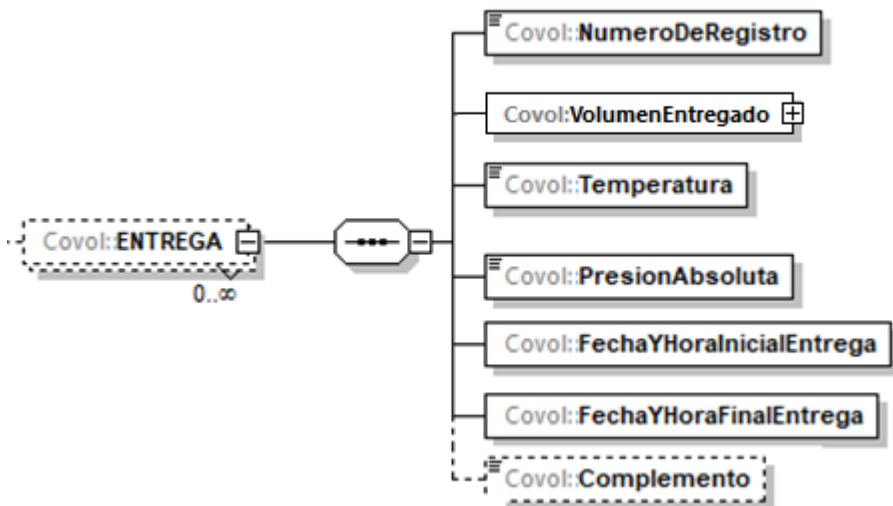 Covol::NumeroDeRegistro
Covol:VolumenEntregado
Covol::Temperatura
Covol::ENTREGA
0..∞
Covol::PresionAbsoluta
Covol::FechaYHoraInicialEntrega
Covol::FechaYHoraFinalEntrega
Covol::Complemento